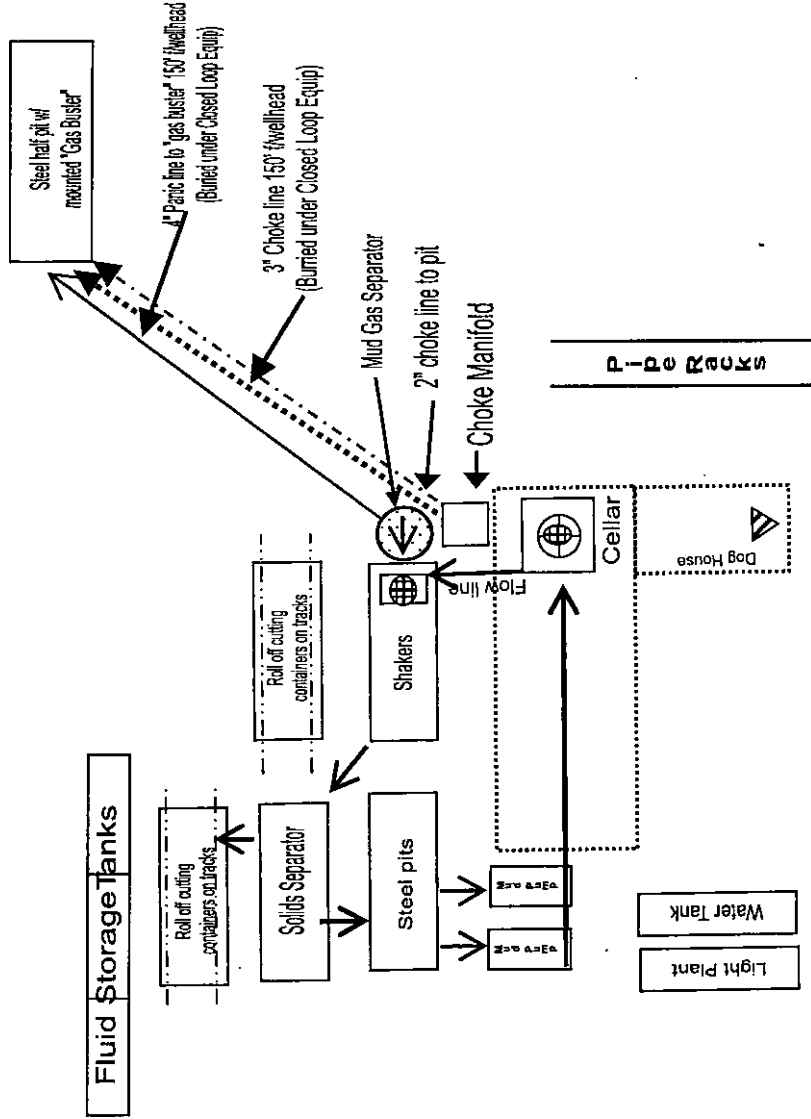 Steel half pit w/
mounted "Gas Buster"
4" Panic line to "gas buster" 150' f/wellhead
(Buried under Closed Loop Equip)
3" Choke line 150' f/wellhead
(Burried under Closed Loop Equip)
Mud Gas Separator
2" choke line to pit
Choke Manifold
Pipe Racks
Fluid Storage Tanks
Roll off cutting
containers on tracks
Roll off cutting
containers on tracks
Solids Separator
Shakers
Flow line
Steel pits
Cellar
Dog House
Water Tank
Light Plant